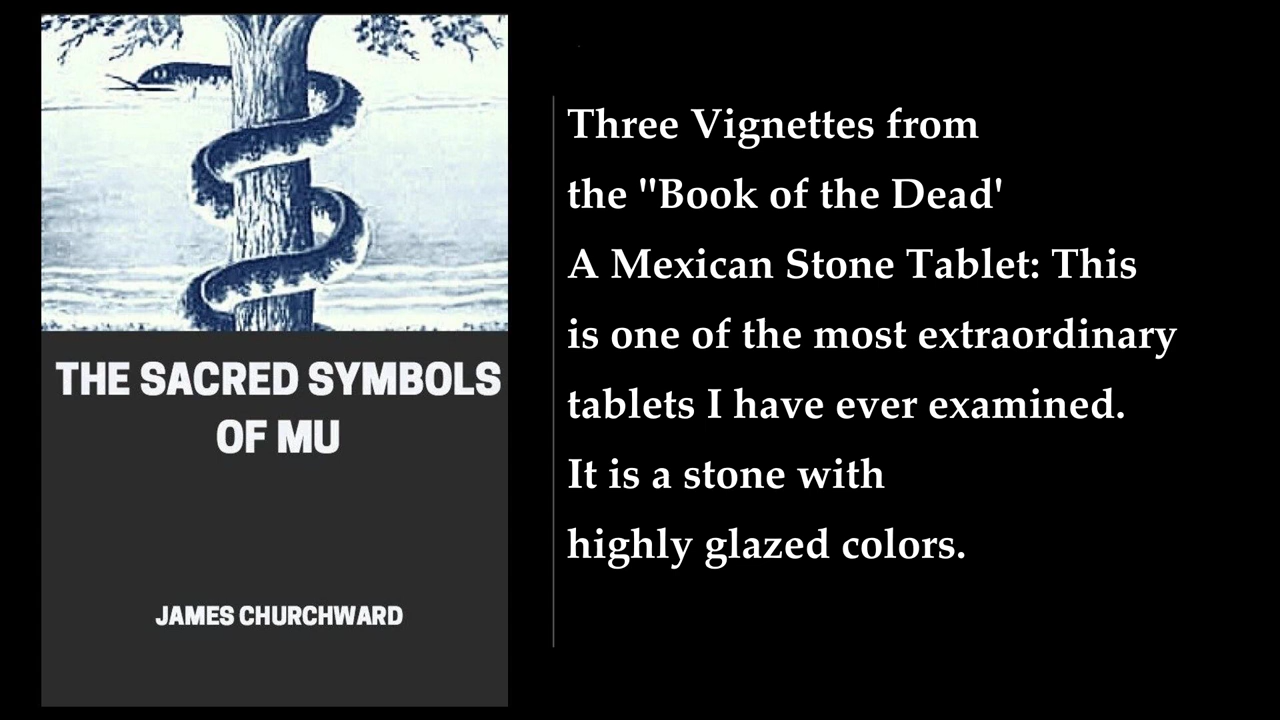 THE SACRED SYMBOLS
OF MU
JAMES CHURCHWARD
Three Vignettes from
the "Book of the Dead'
A Mexican Stone Tablet: This
is one of the most extraordinary
tablets I have ever examined.
It is a stone with
highly glazed colors.